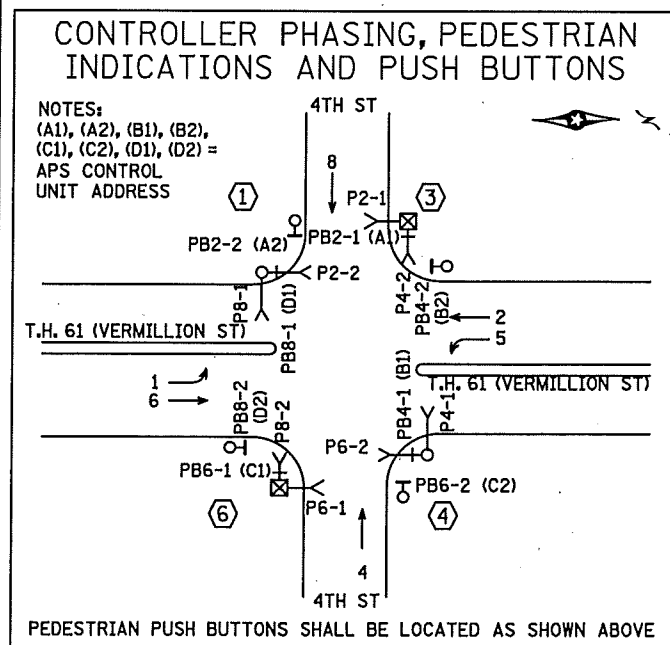 CONTROLLER PHASING, PEDESTRIAN
INDICATIONS AND PUSH BUTTONS
NOTES:
(A1), (A2), (B1), (B2),
(C1), (C2), (D1), (D2) =
APS CONTROL
UNIT ADDRESS
4TH ST
8
1
3
P2-1
PB2-2 (A2)
PB2-1 (A1)
P2-2
P8-1
PB8-1 (D1)
P4-2
PB4-2
(B2)
2
5
T.H. 61 (VERMILLION ST)
T.H. 61 (VERMILLION ST)
1
6
PB8-2
(D2)
P8-2
PB4-1 (B1)
P4-1
P6-2
PB6-1 (C1)
PB6-2 (C2)
P6-1
6
4
4
4TH ST
PEDESTRIAN PUSH BUTTONS SHALL BE LOCATED AS SHOWN ABOVE